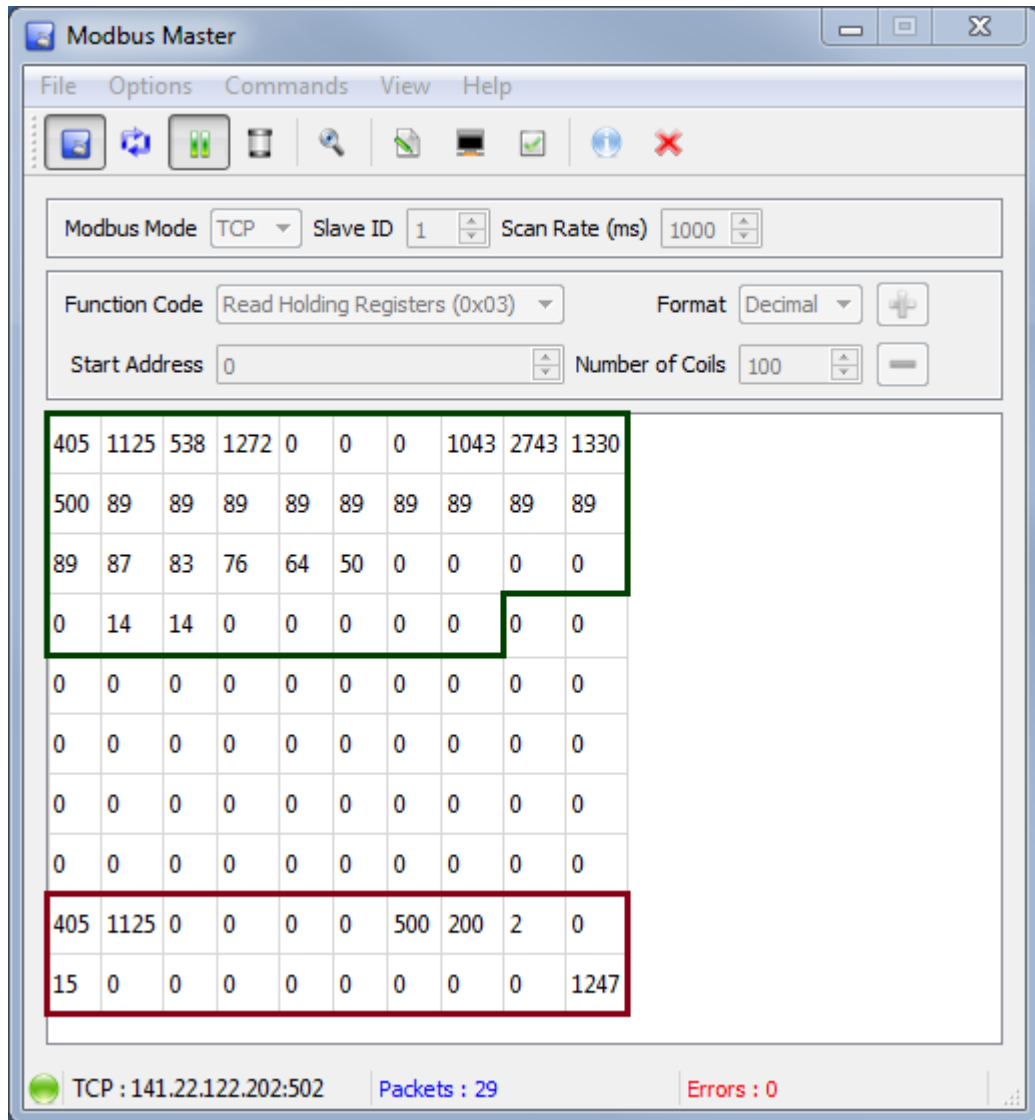 Modbus Master
File Options Commands View Help
Modbus Mode TCP Slave ID 1 Scan Rate (ms) 1000
Function Code Read Holding Registers (0x03) Format Decimal
Start Address 0 Number of Coils 100
405 1125 538 1272 0 0 0 1043 2743 1330
500 89 89 89 89 89 89 89 89 89
89 87 83 76 64 50 0 0 0 0
0 14 14 0 0 0 0 0 0 0
0 0 0 0 0 0 0 0 0 0
0 0 0 0 0 0 0 0 0 0
0 0 0 0 0 0 0 0 0 0
0 0 0 0 0 0 0 0 0 0
405 1125 0 0 0 0 500 200 2 0
15 0 0 0 0 0 0 0 0 1247
TCP : 141.22.122.202:502 Packets : 29 Errors : 0